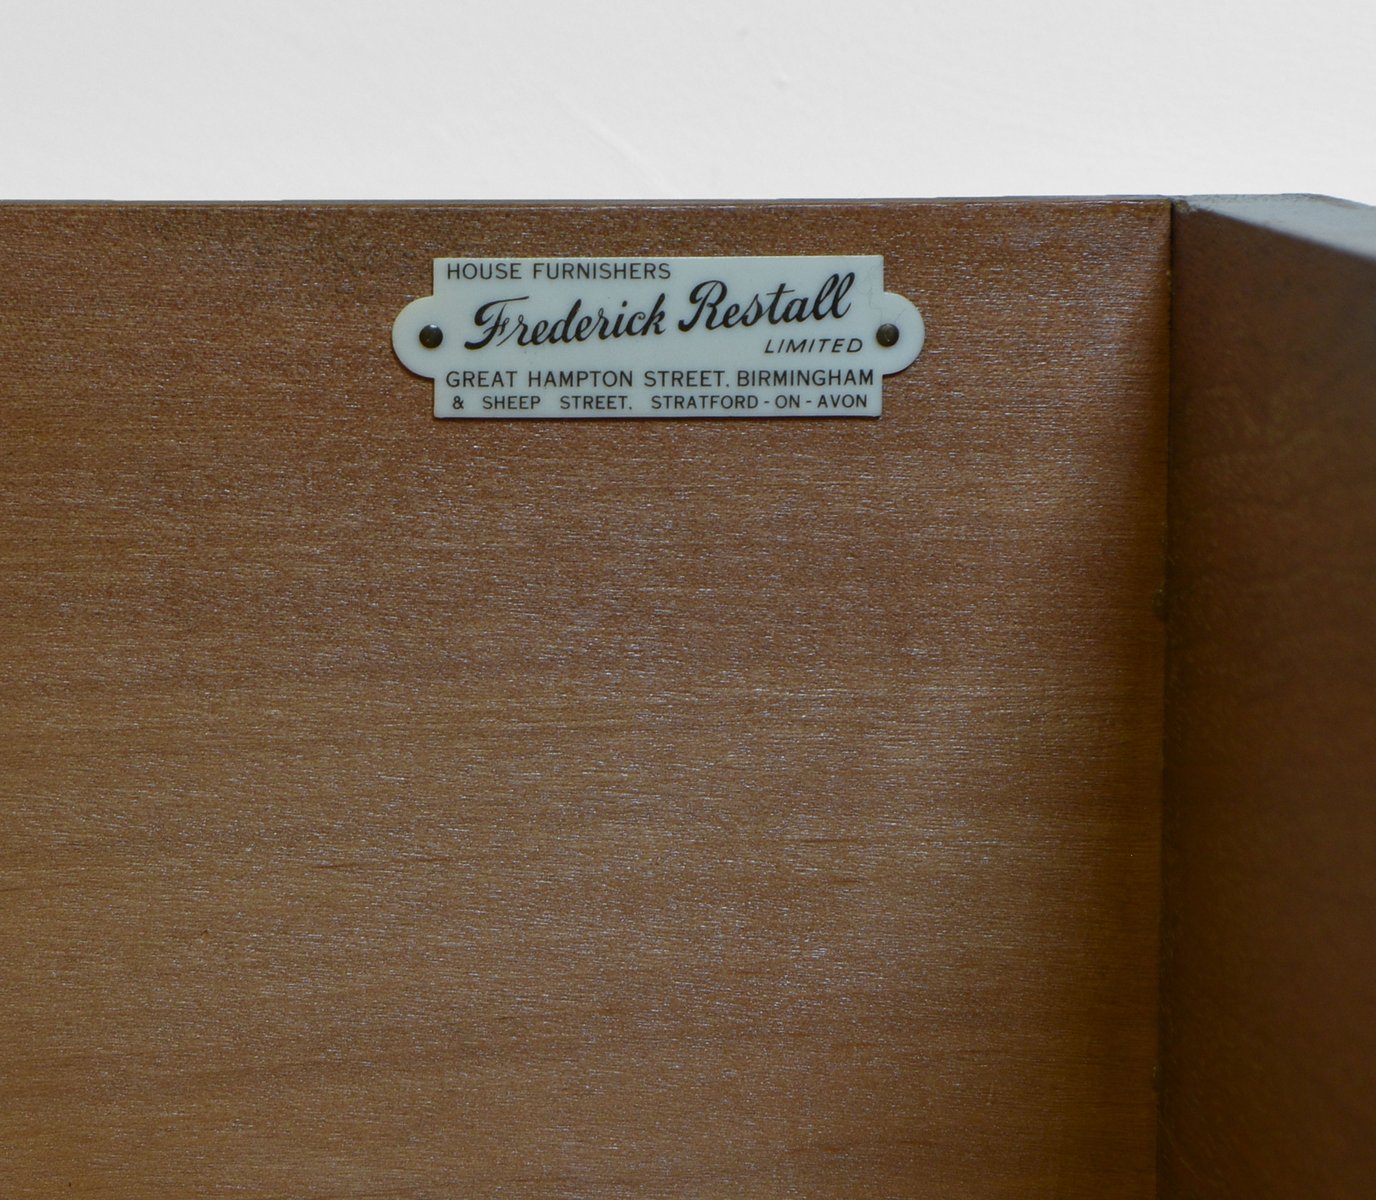 HOUSE FURNISHERS
Frederick Restall
LIMITED
GREAT HAMPTON STREET. BIRMINGHAM
& SHEEP STREET. STRATFORD-ON-AVON